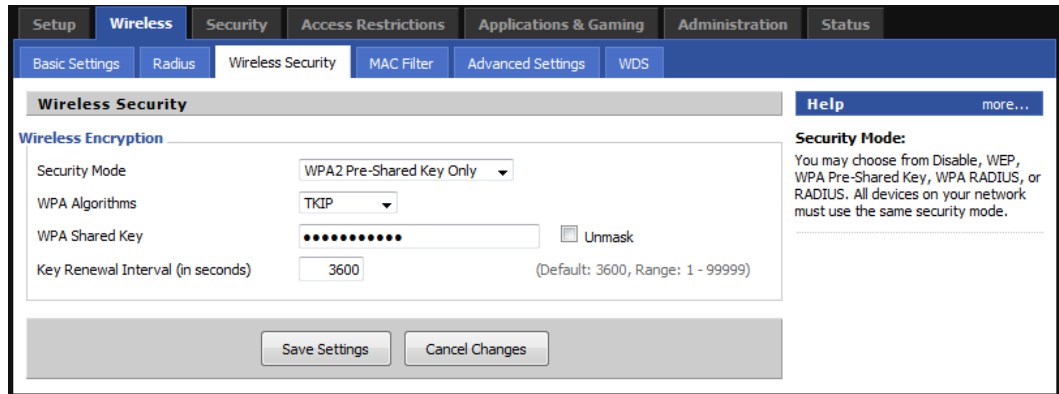 Setup Wireless Security Access Restrictions Applications & Gaming Administration Status
Basic Settings Radius Wireless Security MAC Filter Advanced Settings WDS
Wireless Security
Wireless Encryption
Security Mode WPA2 Pre-Shared Key Only
WPA Algorithms TKIP
WPA Shared Key ●●●●●●●●●●● Unmask
Key Renewal Interval (in seconds) 3600 (Default: 3600, Range: 1 - 99999)
Save Settings Cancel Changes
Help more...
Security Mode:
You may choose from Disable, WEP,
WPA Pre-Shared Key, WPA RADIUS, or
RADIUS. All devices on your network
must use the same security mode.